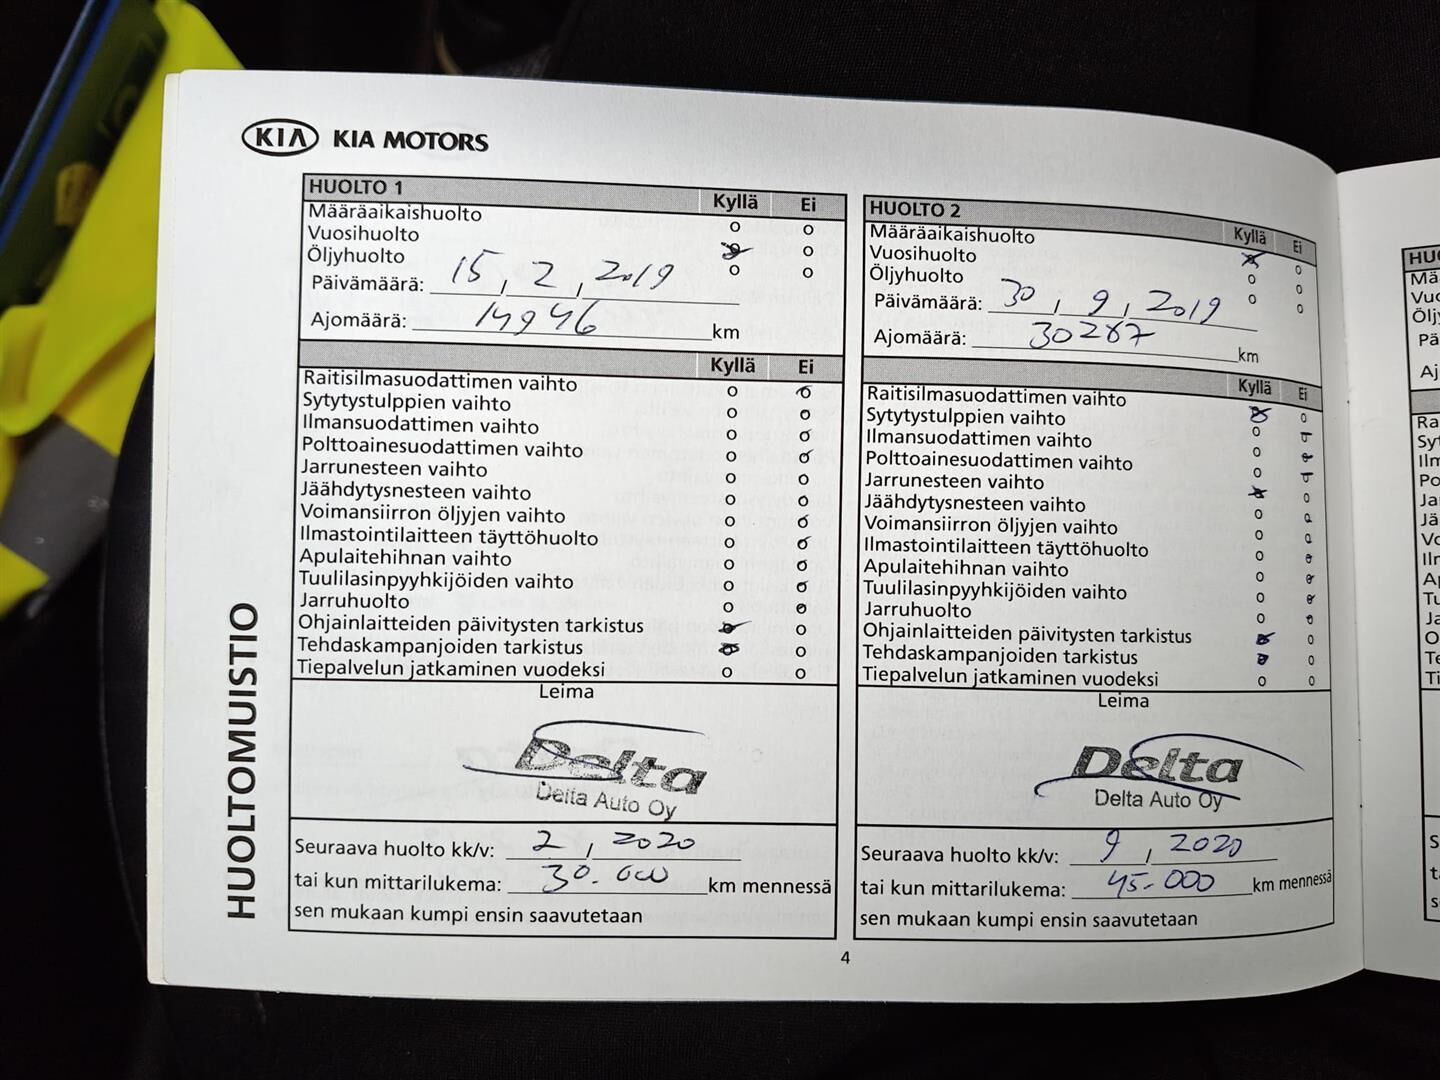 KIA KIA MOTORS
HUOLTOMUISTIO
HUOLTO 1 Kyllä Ei
Määräaikaishuolto o o
Vuosihuolto o
Öljyhuolto o o
Päivämäärä: 15, 2, 2019
Ajomäärä: 14946 km
Kyllä Ei
Raitisilmasuodattimen vaihto
Sytytystulppien vaihto
Ilmansuodattimen vaihto
Polttoainesuodattimen vaihto
Jarrunesteen vaihto
Jäähdytysnesteen vaihto
Voimansiirron öljyjen vaihto
Ilmastointilaitteen täyttöhuolto
Apulaitehihnan vaihto
Tuulilasinpyyhkijöiden vaihto
Jarruhuolto
Ohjainlaitteiden päivitysten tarkistus
Tehdaskampanjoiden tarkistus
Tiepalvelun jatkaminen vuodeksi
Leima
Delta
Delta Auto Oy
Seuraava huolto kk/v: 2, 2020
tai kun mittarilukema: 30.000 km mennessä
sen mukaan kumpi ensin saavutetaan
HUOLTO 2 Kyllä Ei
Määräaikaishuolto
Vuosihuolto
Öljyhuolto
Päivämäärä: 30, 9, 2019
Ajomäärä: 30287 km
Kyllä Ei
Raitisilmasuodattimen vaihto
Sytytystulppien vaihto
Ilmansuodattimen vaihto
Polttoainesuodattimen vaihto
Jarrunesteen vaihto
Jäähdytysnesteen vaihto
Voimansiirron öljyjen vaihto
Ilmastointilaitteen täyttöhuolto
Apulaitehihnan vaihto
Tuulilasinpyyhkijöiden vaihto
Jarruhuolto
Ohjainlaitteiden päivitysten tarkistus
Tehdaskampanjoiden tarkistus
Tiepalvelun jatkaminen vuodeksi
Leima
Delta
Delta Auto Oy
Seuraava huolto kk/v: 9, 2020
tai kun mittarilukema: 45-000 km mennessä
sen mukaan kumpi ensin saavutetaan
4